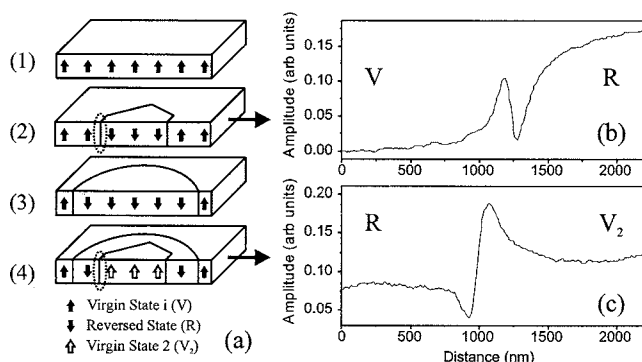 (1)
(2)
(3)
(4)
Virgin State i (V)
Reversed State (R)
Virgin State 2 (V₂)
(a)
Amplitude (arb units)
0.15
0.10
0.05
0.00
V
R
(b)
0 500 1000 1500 2000
Amplitude (arb units)
0.20
0.15
0.10
0.05
R
V₂
(c)
0 500 1000 1500 2000
Distance (nm)